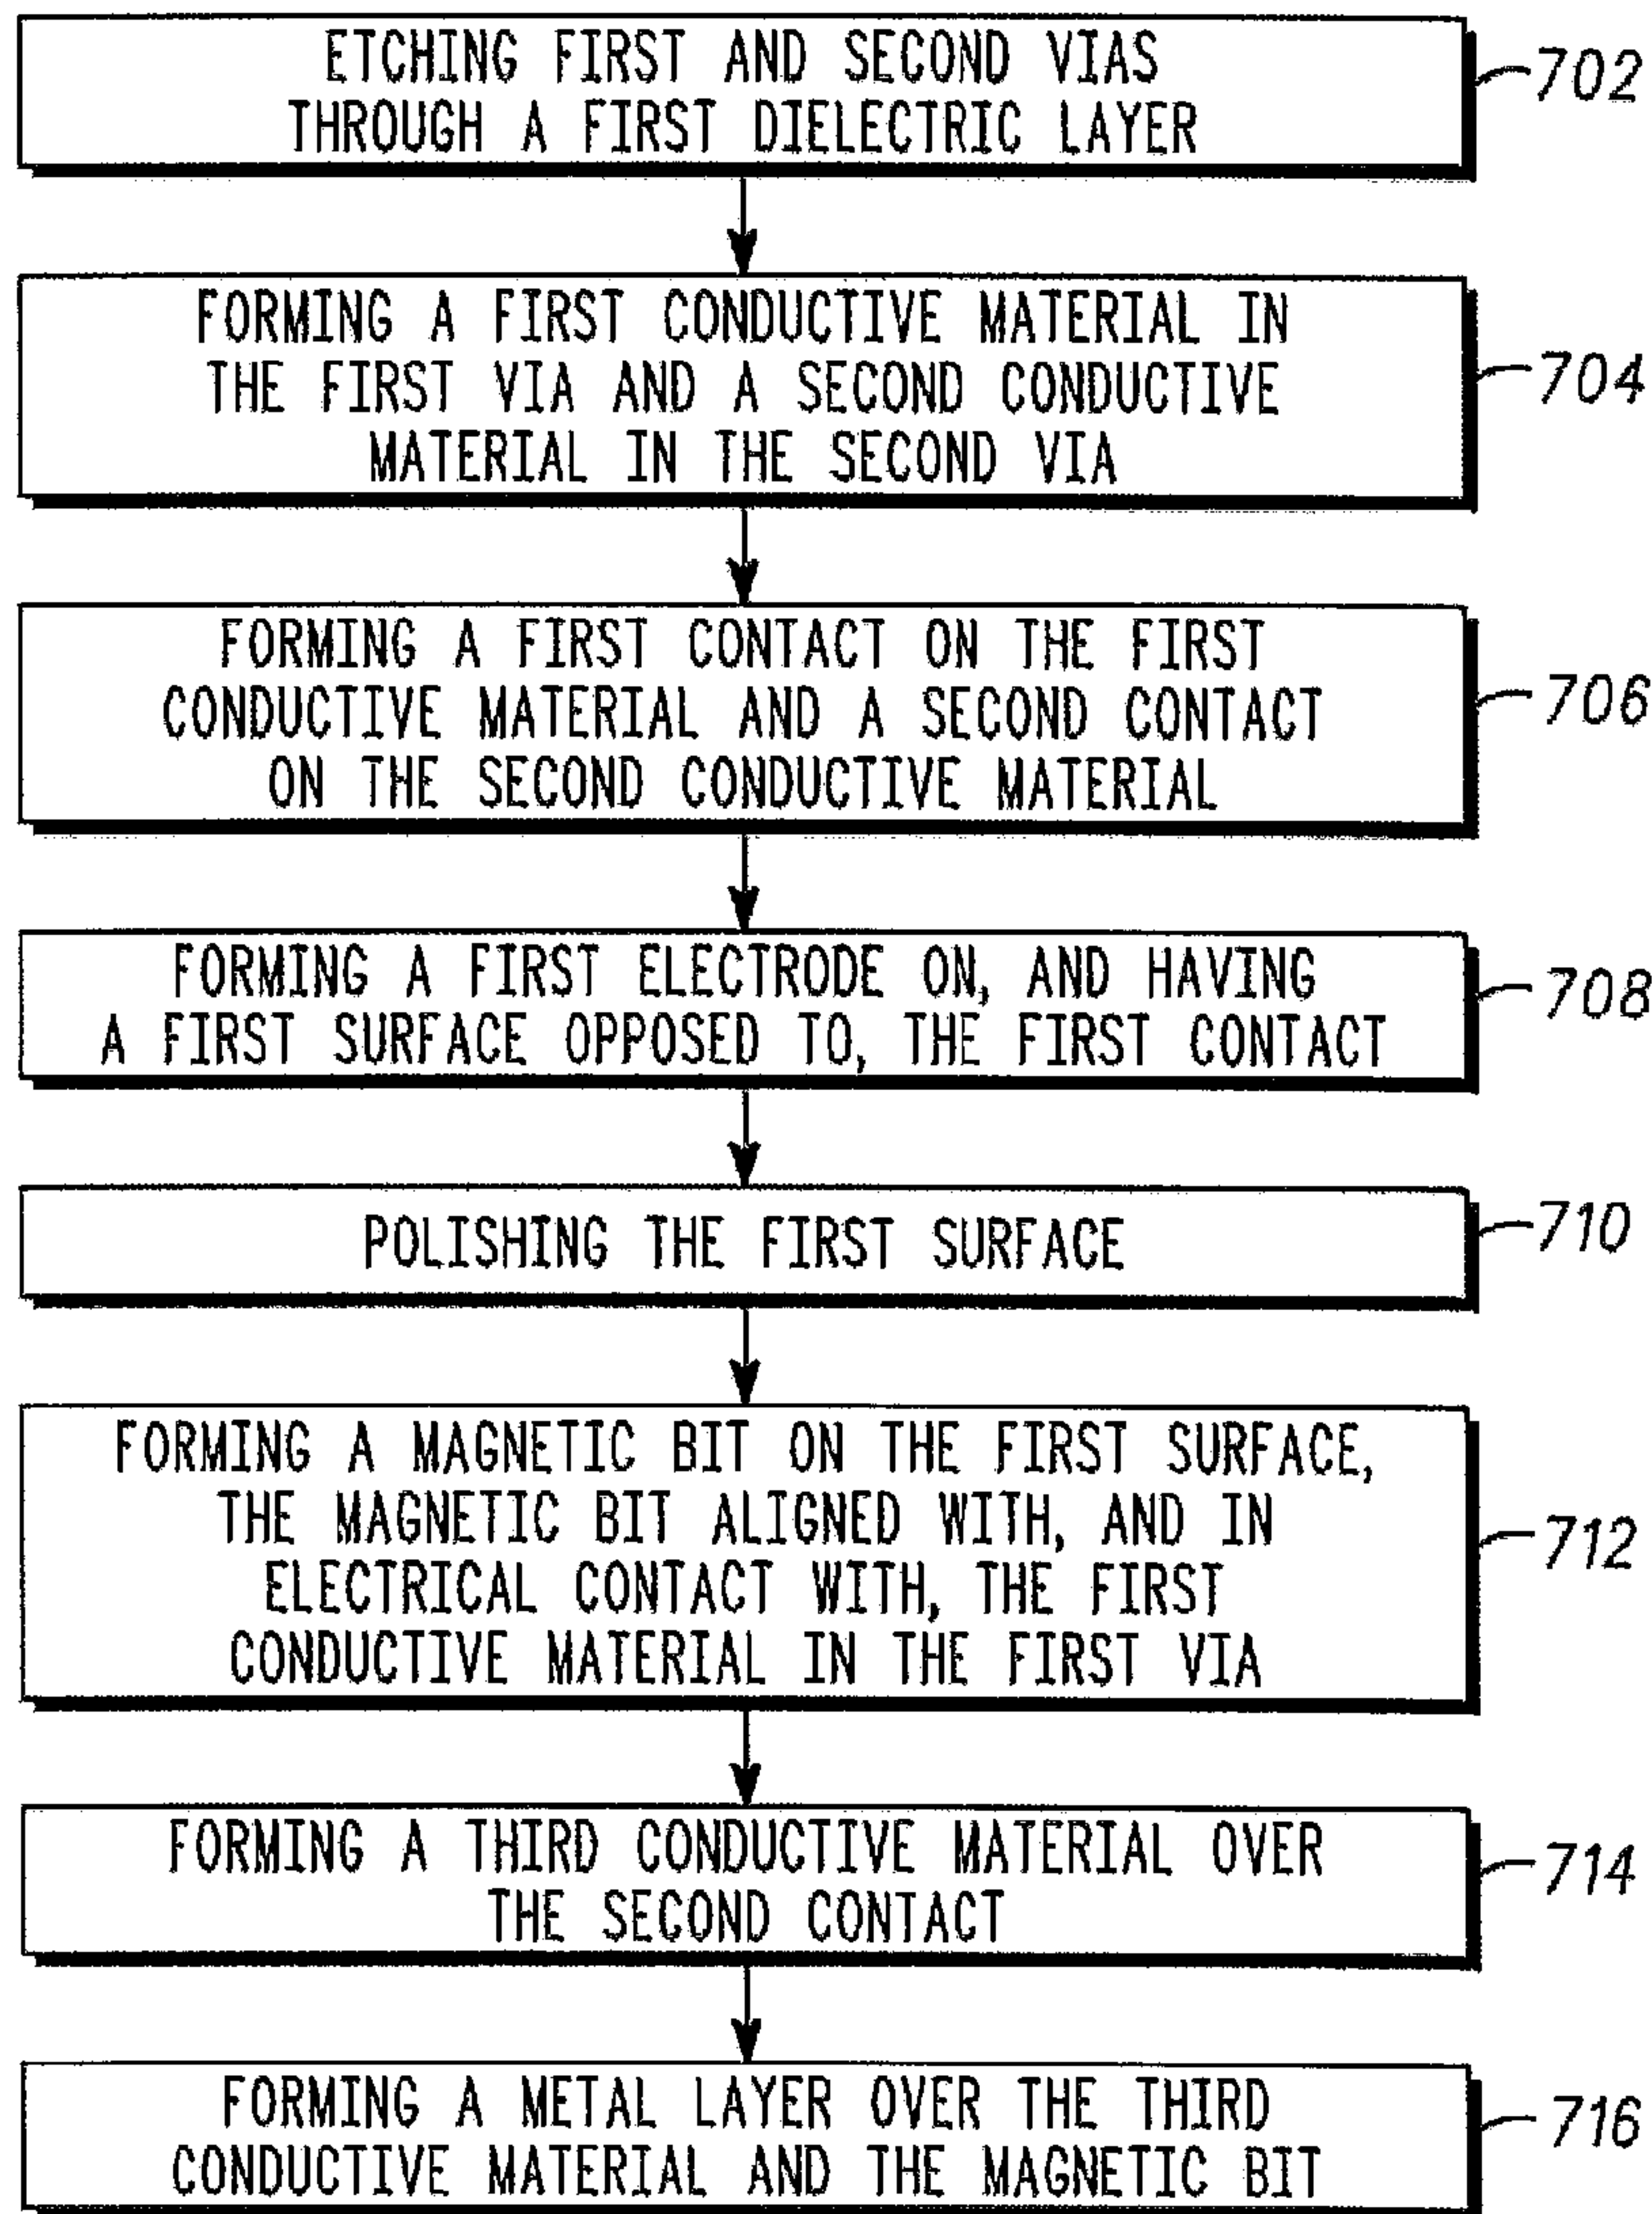 ETCHING FIRST AND SECOND VIAS
THROUGH A FIRST DIELECTRIC LAYER
702
FORMING A FIRST CONDUCTIVE MATERIAL IN
THE FIRST VIA AND A SECOND CONDUCTIVE
MATERIAL IN THE SECOND VIA
704
FORMING A FIRST CONTACT ON THE FIRST
CONDUCTIVE MATERIAL AND A SECOND CONTACT
ON THE SECOND CONDUCTIVE MATERIAL
706
FORMING A FIRST ELECTRODE ON, AND HAVING
A FIRST SURFACE OPPOSED TO, THE FIRST CONTACT
708
POLISHING THE FIRST SURFACE
710
FORMING A MAGNETIC BIT ON THE FIRST SURFACE,
THE MAGNETIC BIT ALIGNED WITH, AND IN
ELECTRICAL CONTACT WITH, THE FIRST
CONDUCTIVE MATERIAL IN THE FIRST VIA
712
FORMING A THIRD CONDUCTIVE MATERIAL OVER
THE SECOND CONTACT
714
FORMING A METAL LAYER OVER THE THIRD
CONDUCTIVE MATERIAL AND THE MAGNETIC BIT
716